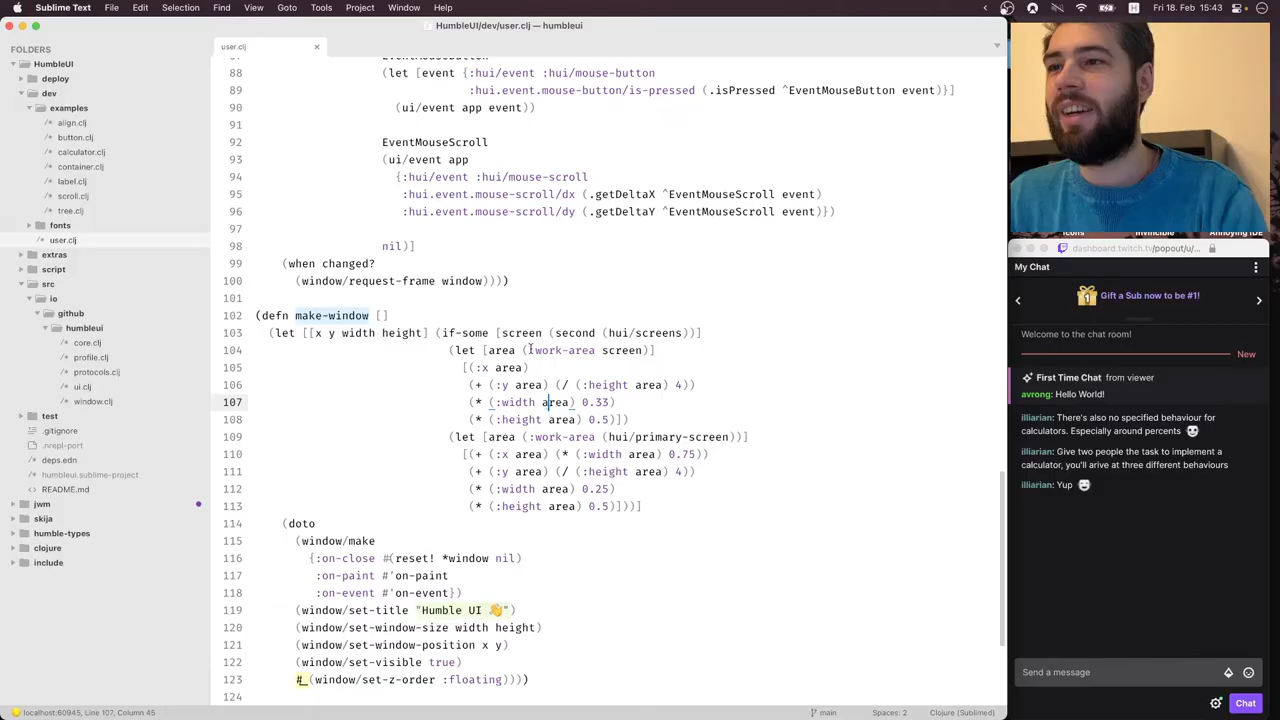 Sublime Text File Edit Selection Find View Goto Tools Project Window Help
Fri 18. Feb 15:43
HumbleUI/dev/user.clj — humbleui
FOLDERS
HumbleUI
deploy
dev
examples
align.clj
button.clj
calculator.clj
container.clj
label.clj
scroll.clj
tree.clj
fonts
user.clj
extras
script
src
io
github
humbleui
core.clj
profile.clj
protocols.clj
ui.clj
window.clj
test
.gitignore
.nrepl-port
deps.edn
humbleui.sublime-project
README.md
jwm
skija
humble-types
clojure
include
user.clj
88 (let [event {:hui/event :hui/mouse-button
89 :hui.event.mouse-button/is-pressed (.isPressed ^EventMouseButton event)}]
90 (ui/event app event))
91
92 EventMouseScroll
93 (ui/event app
94 {:hui/event :hui/mouse-scroll
95 :hui.event.mouse-scroll/dx (.getDeltaX ^EventMouseScroll event)
96 :hui.event.mouse-scroll/dy (.getDeltaY ^EventMouseScroll event)})
97
98 nil)]
99 (when changed?
100 (window/request-frame window))))
101
102 (defn make-window []
103 (let [[x y width height] (if-some [screen (second (hui/screens))]
104 (let [area (:work-area screen)]
105 [(:x area)
106 (+ (:y area) (/ (:height area) 4))
107 (* (:width area) 0.33)
108 (* (:height area) 0.5)])
109 (let [area (:work-area (hui/primary-screen))]
110 [(+ (:x area) (* (:width area) 0.75))
111 (+ (:y area) (/ (:height area) 4))
112 (* (:width area) 0.25)
113 (* (:height area) 0.5)]))]
114 (doto
115 (window/make
116 {:on-close #(reset! *window nil)
117 :on-paint #'on-paint
118 :on-event #'on-event})
119 (window/set-title "Humble UI 👋")
120 (window/set-window-size width height)
121 (window/set-window-position x y)
122 (window/set-visible true)
123 #_(window/set-z-order :floating))))
124
localhost:60945, Line 107, Column 45
main
Spaces: 2
Clojure (Sublimed)
Icons Invincible Annoying IDE
dashboard.twitch.tv/popout/u/...
My Chat
1
Gift a Sub now to be #1!
Welcome to the chat room!
New
First Time Chat from viewer
avrong: Hello World!
illiarian: There's also no specified behaviour for
calculators. Especially around percents
illiarian: Give two people the task to implement a
calculator, you'll arive at three different behaviours
illiarian: Yup
Send a message
Chat